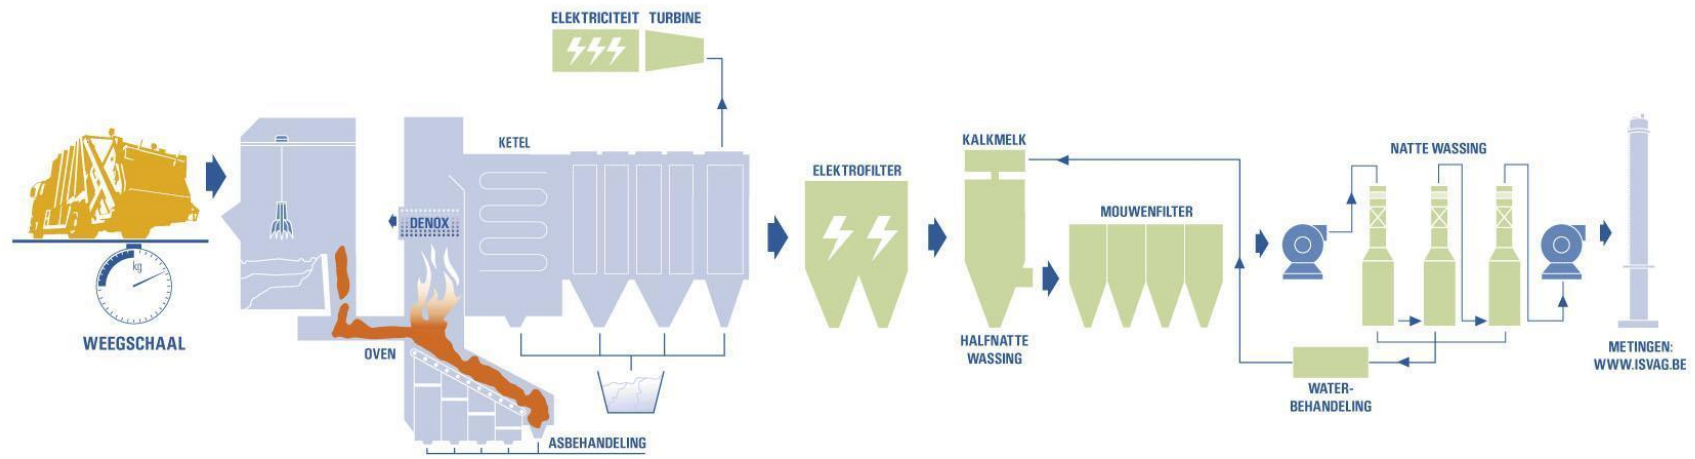 ELEKTRICITEIT TURBINE
KETEL
DENOX
kg
WEEGSCHAAL
OVEN
ASBEHANDELING
ELEKTROFILTER
KALKMELK
HALFNATTE
WASSING
MOUWENFILTER
NATTE WASSING
WATER-
BEHANDELING
METINGEN:
WWW.ISVAG.BE